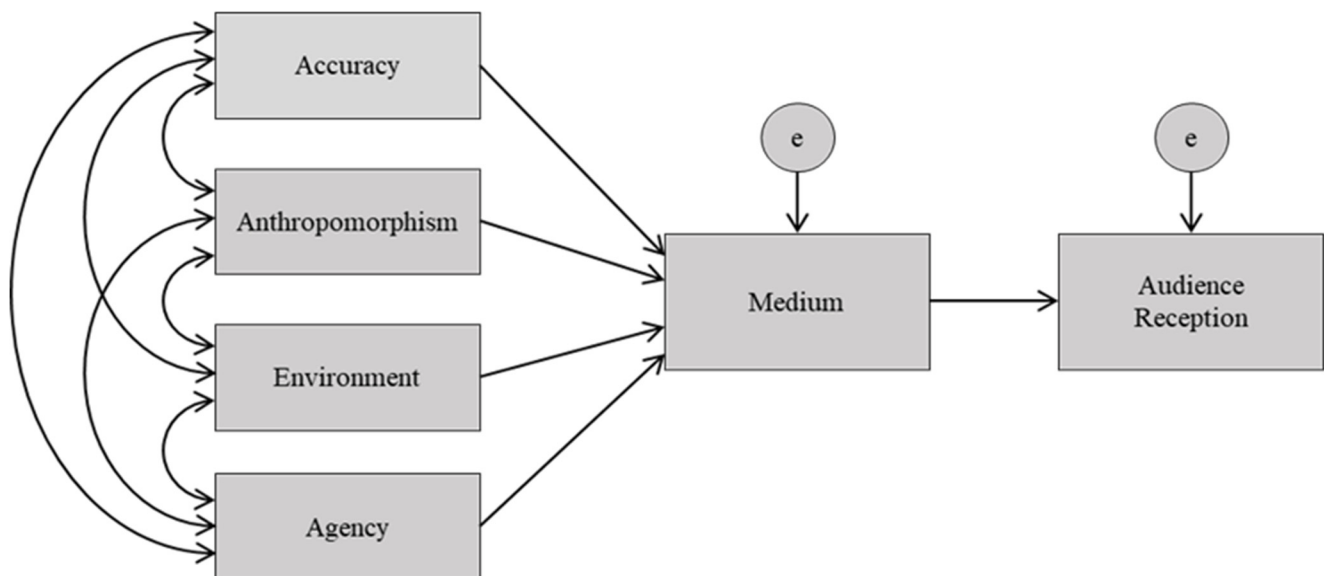 Accuracy
Anthropomorphism
Environment
Agency
e
Medium
e
Audience
Reception